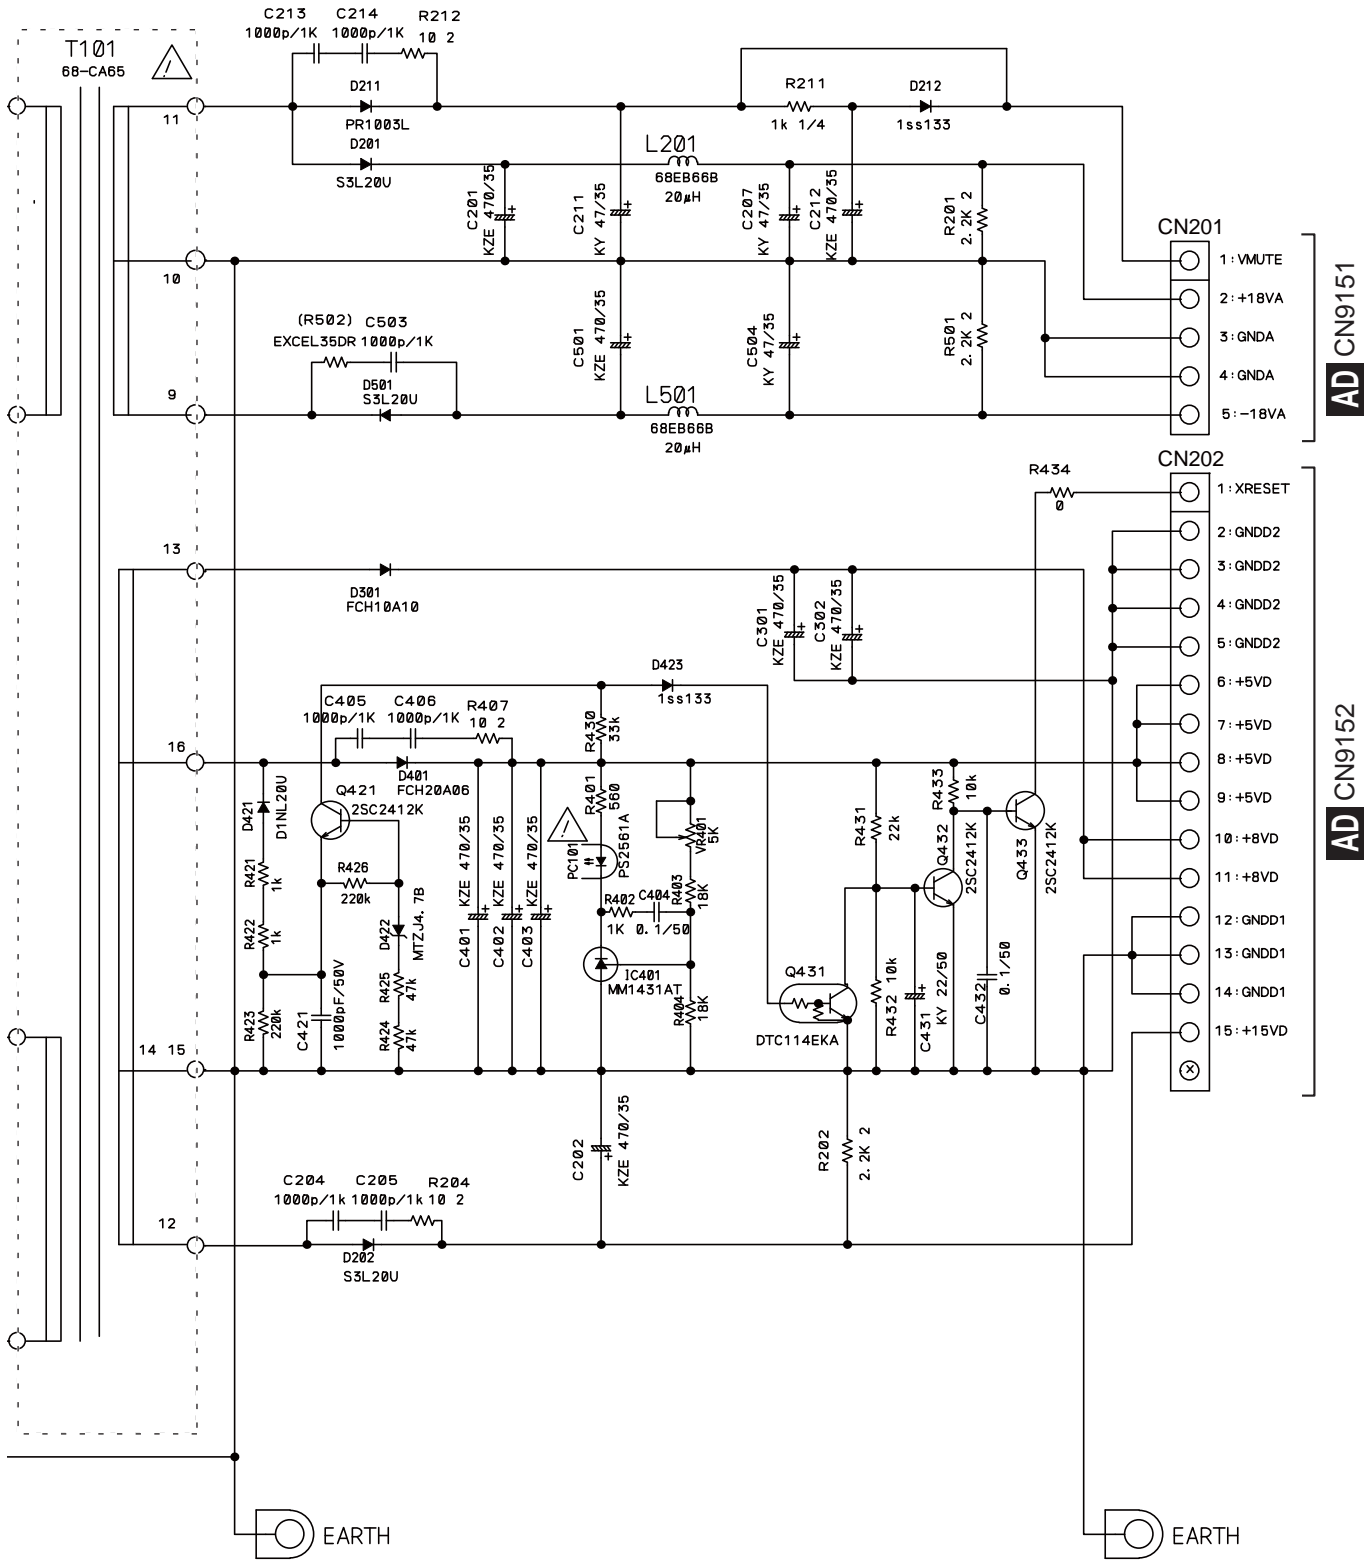 C213
1000p/1K
C214
1000p/1K
R212
10 2
T101
68-CA65
11
D211
PR1003L
D201
S3L20U
R211
1k 1/4
D212
1ss133
L201
68EB66B
20μH
C201
KZE 470/35
C211
KY 47/35
C207
KY 47/35
C212
KZE 470/35
R201
2.2K 2
CN201
1:VMUTE
2:+18VA
3:GNDA
4:GNDA
5:-18VA
AD CN9151
10
(R502)
EXCEL35DR
C503
1000p/1K
D501
S3L20U
9
C501
KZE 470/35
C504
KY 47/35
R501
2.2K 2
L501
68EB66B
20μH
CN202
R434
0
1:XRESET
2:GNDD2
3:GNDD2
4:GNDD2
5:GNDD2
6:+5VD
7:+5VD
8:+5VD
9:+5VD
10:+8VD
11:+8VD
12:GNDD1
13:GNDD1
14:GNDD1
15:+15VD
AD CN9152
13
D301
FCH10A10
C301
KZE 470/35
C302
KZE 470/35
D423
1ss133
C405
1000p/1K
C406
1000p/1K
R407
10 2
R430
33k
16
D401
FCH20A06
D421
D1NL20U
Q421
2SC2412K
R401
560
PC101
PS2561A
VR401
5K
R431
22k
R433
10k
Q432
2SC2412K
Q433
2SC2412K
R421
1k
R426
220k
R422
1k
D422
MTZJ4.7B
C401
KZE 470/35
C402
KZE 470/35
C403
KZE 470/35
R402
1K
C404
0.1/50
R403
18K
IC401
MM1431AT
R404
18K
Q431
DTC114EKA
R432
10k
C431
KY 22/50
C432
0.1/50
R423
220k
C421
1000pF/50V
R425
47k
R424
47k
14 15
C202
KZE 470/35
R202
2.2K 2
C204
1000p/1k
C205
1000p/1k
R204
10 2
12
D202
S3L20U
EARTH
EARTH